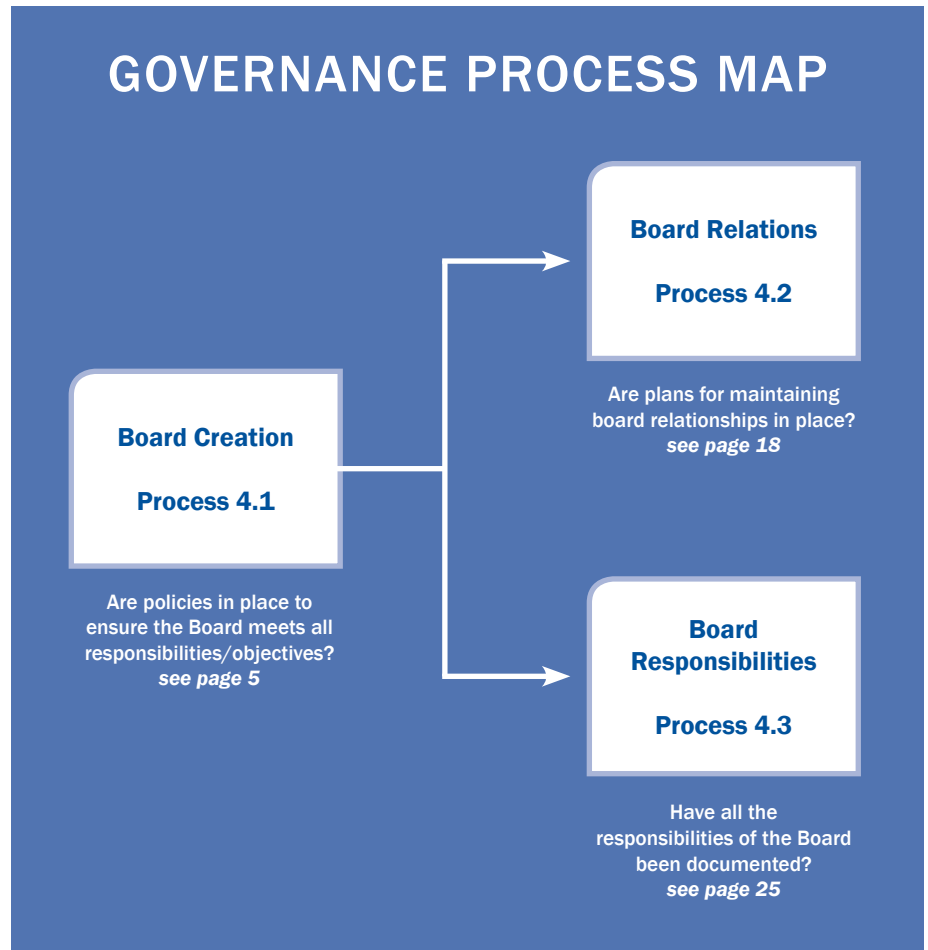 GOVERNANCE PROCESS MAP
Board Creation
Process 4.1
Are policies in place to
ensure the Board meets all
responsibilities/objectives?
see page 5
Board Relations
Process 4.2
Are plans for maintaining
board relationships in place?
see page 18
Board
Responsibilities
Process 4.3
Have all the
responsibilities of the Board
been documented?
see page 25